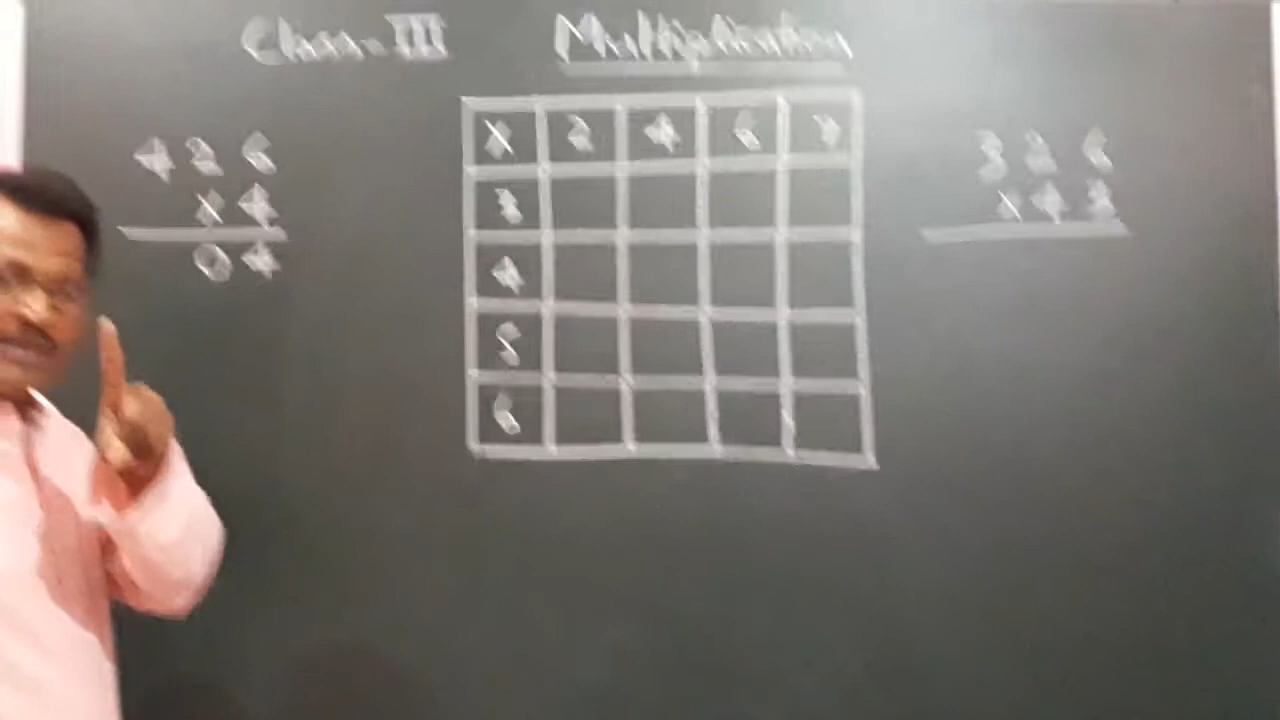 Class-III Multiplication
4 2 6
× 4
0 4
× 2 4 6 7
3
4
5
6
3 2 6
× 4 3